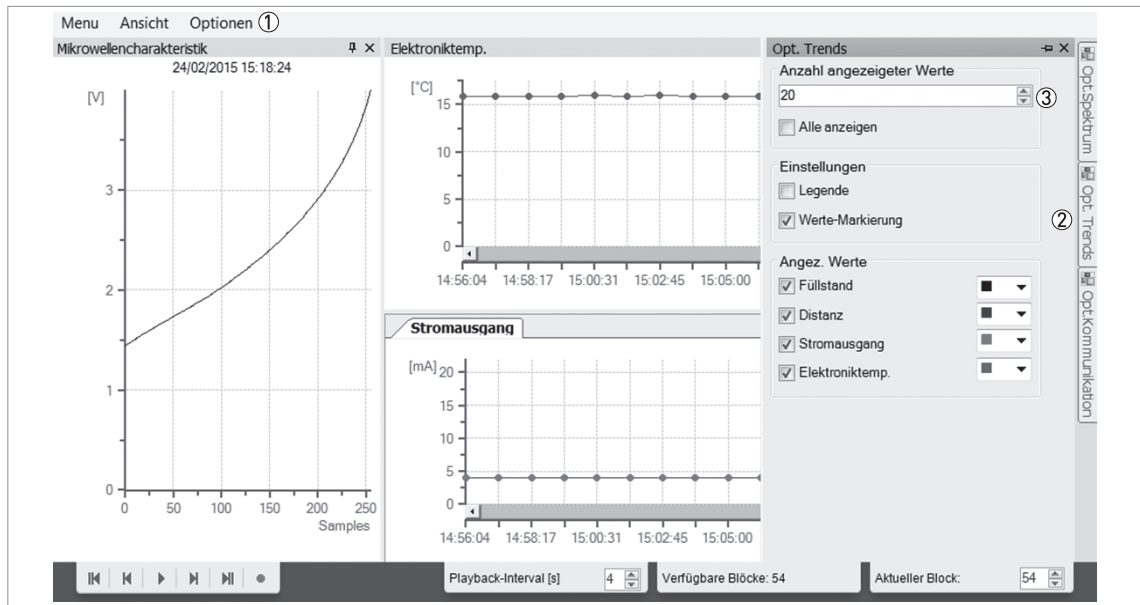 Menu Ansicht Optionen ①
Mikrowellencharakteristik
24/02/2015 15:18:24
[V]
3
2
1
0
0 50 100 150 200 250
Samples
Elektroniktemp.
[°C]
15
10
5
0
14:56:04 14:58:17 15:00:31 15:02:45 15:05:00
Stromausgang
[mA]
20
15
10
5
0
14:56:04 14:58:17 15:00:31 15:02:45 15:05:00
Opt. Trends
Anzahl angezeigter Werte
20 ③
Alle anzeigen
Einstellungen
Legende
Werte-Markierung
②
Angez. Werte
Füllstand
Distanz
Stromausgang
Elektroniktemp.
Opt.Spektrum
Opt. Trends
Opt.Kommunikation
Playback-Interval [s] 4
Verfügbare Blöcke: 54
Aktueller Block: 54